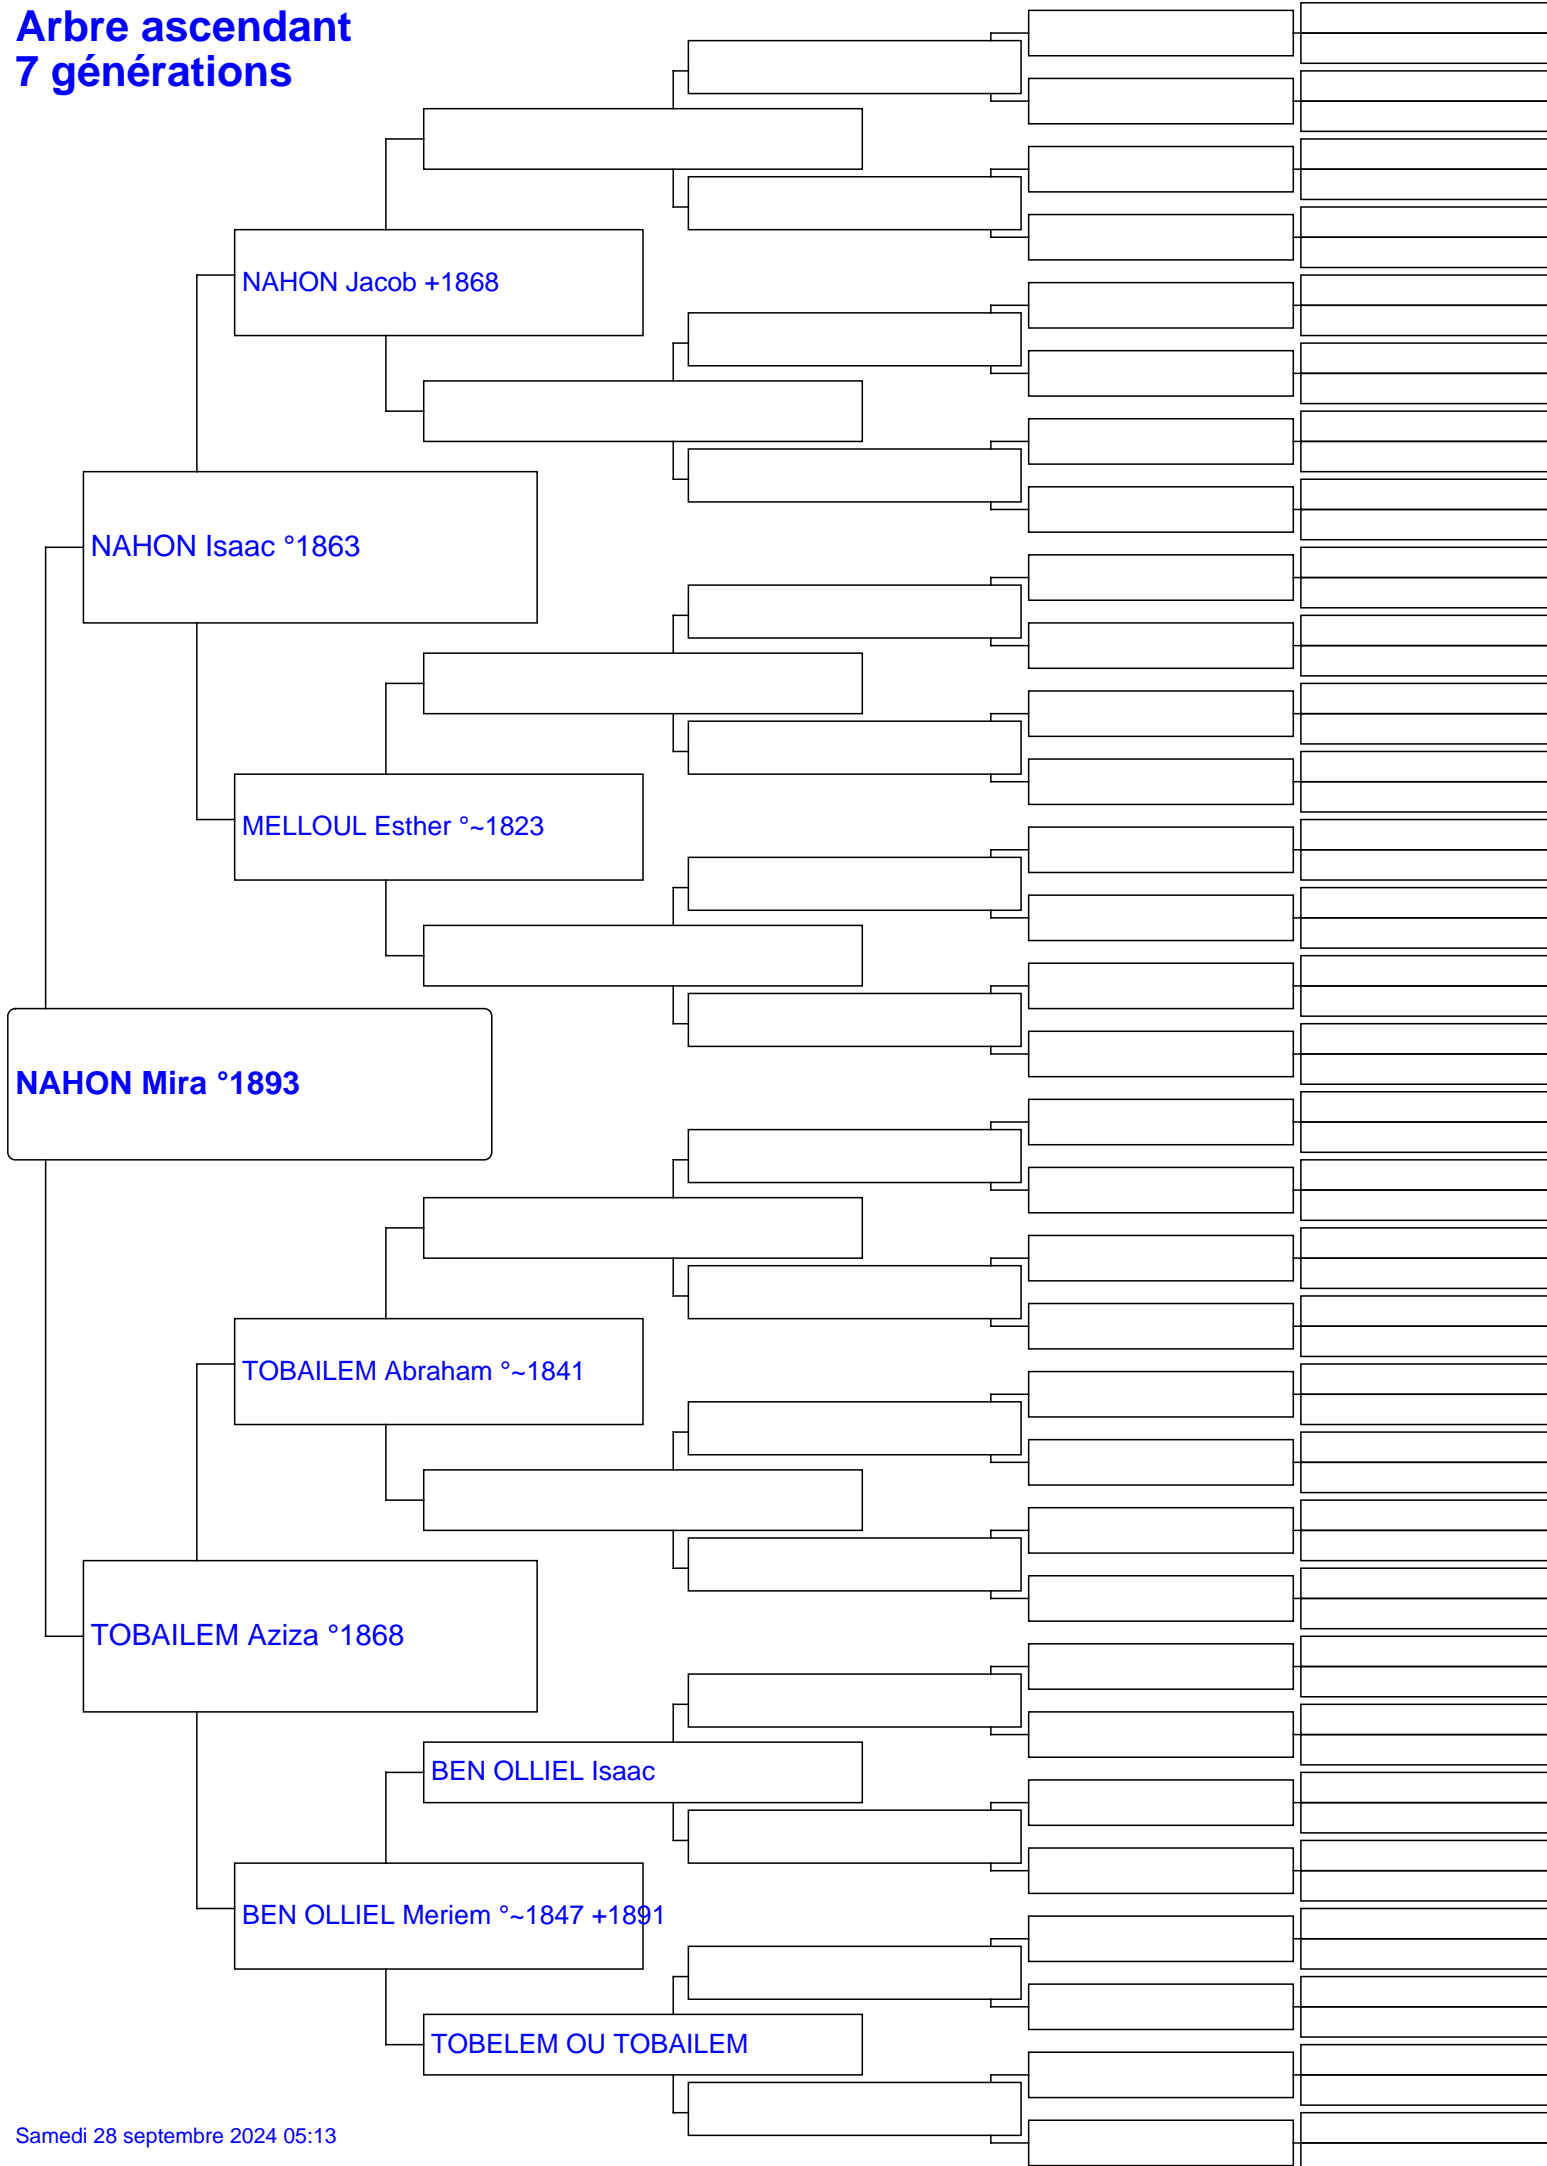 Arbre ascendant
7 générations
NAHON Jacob +1868
NAHON Isaac °1863
MELLOUL Esther °~1823
NAHON Mira °1893
TOBAILEM Abraham °~1841
TOBAILEM Aziza °1868
BEN OLLIEL Isaac
BEN OLLIEL Meriem °~1847 +1891
TOBELEM OU TOBAILEM
Samedi 28 septembre 2024 05:13